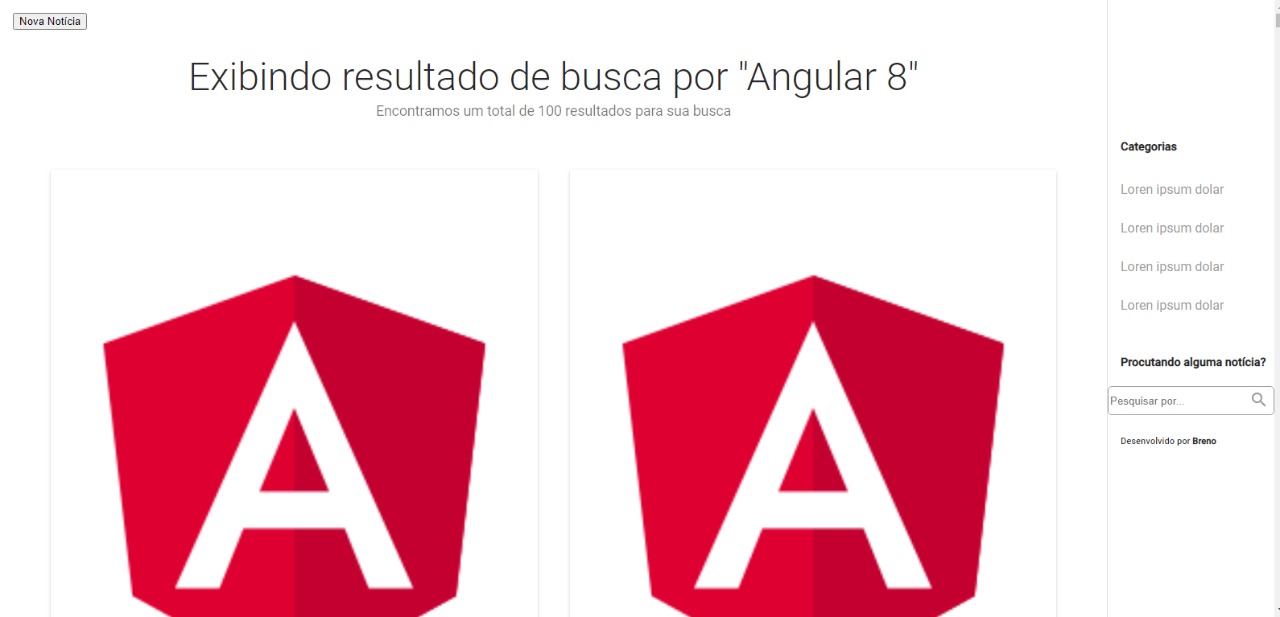 Nova Notícia
Exibindo resultado de busca por "Angular 8"
Encontramos um total de 100 resultados para sua busca
A
A
Categorias
Loren ipsum dolar
Loren ipsum dolar
Loren ipsum dolar
Loren ipsum dolar
Procutando alguma notícia?
Pesquisar por...
Desenvolvido por Breno